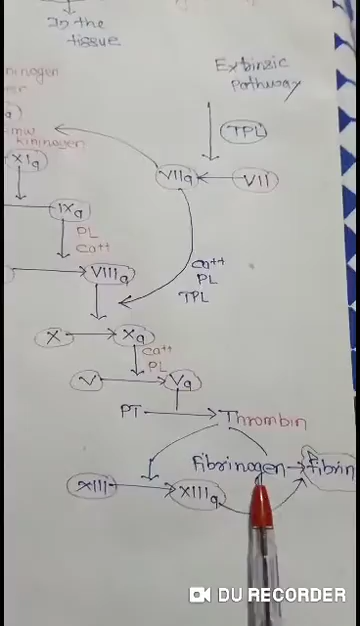 In the
tissue
Extrinsic
Pathway
ninogen
TPL
mw
kininogen
XIa
VIIa
VII
IXa
PL
Ca++
Ca++
PL
TPL
VIIIa
X
Xa
Ca++
PL
V
Va
PT
Thrombin
Fibrinogen
fibrin
XIII
XIIIa
DU RECORDER